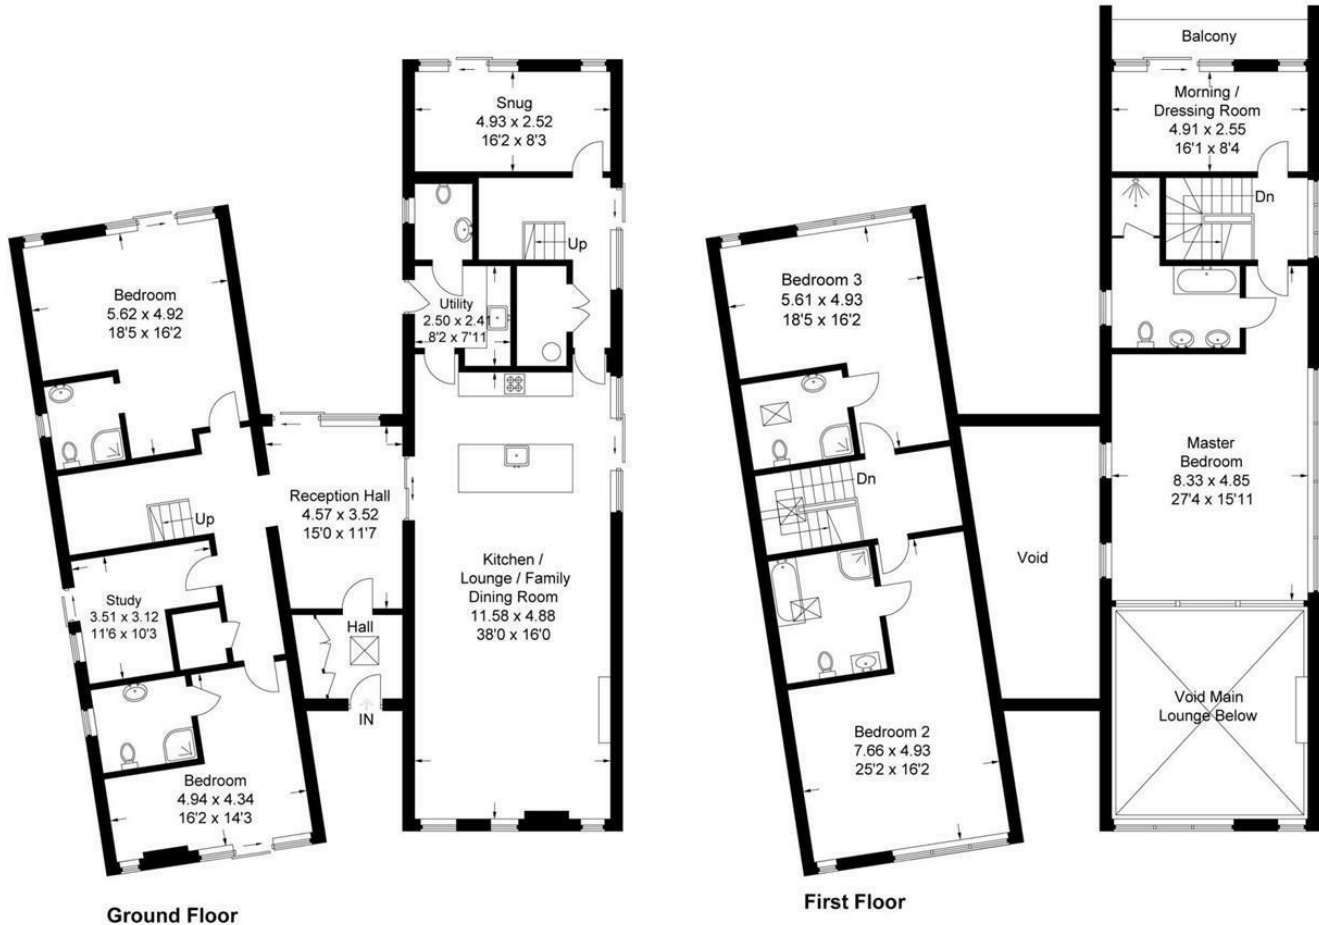 Snug
4.93 x 2.52
16'2 x 8'3
Up
Utility
2.50 x 2.41
8'2 x 7'11
Bedroom
5.62 x 4.92
18'5 x 16'2
Up
Reception Hall
4.57 x 3.52
15'0 x 11'7
Kitchen /
Lounge / Family
Dining Room
11.58 x 4.88
38'0 x 16'0
Study
3.51 x 3.12
11'6 x 10'3
Hall
IN
Bedroom
4.94 x 4.34
16'2 x 14'3
Ground Floor
Balcony
Morning /
Dressing Room
4.91 x 2.55
16'1 x 8'4
Dn
Bedroom 3
5.61 x 4.93
18'5 x 16'2
Dn
Master
Bedroom
8.33 x 4.85
27'4 x 15'11
Void
Void Main
Lounge Below
Bedroom 2
7.66 x 4.93
25'2 x 16'2
First Floor